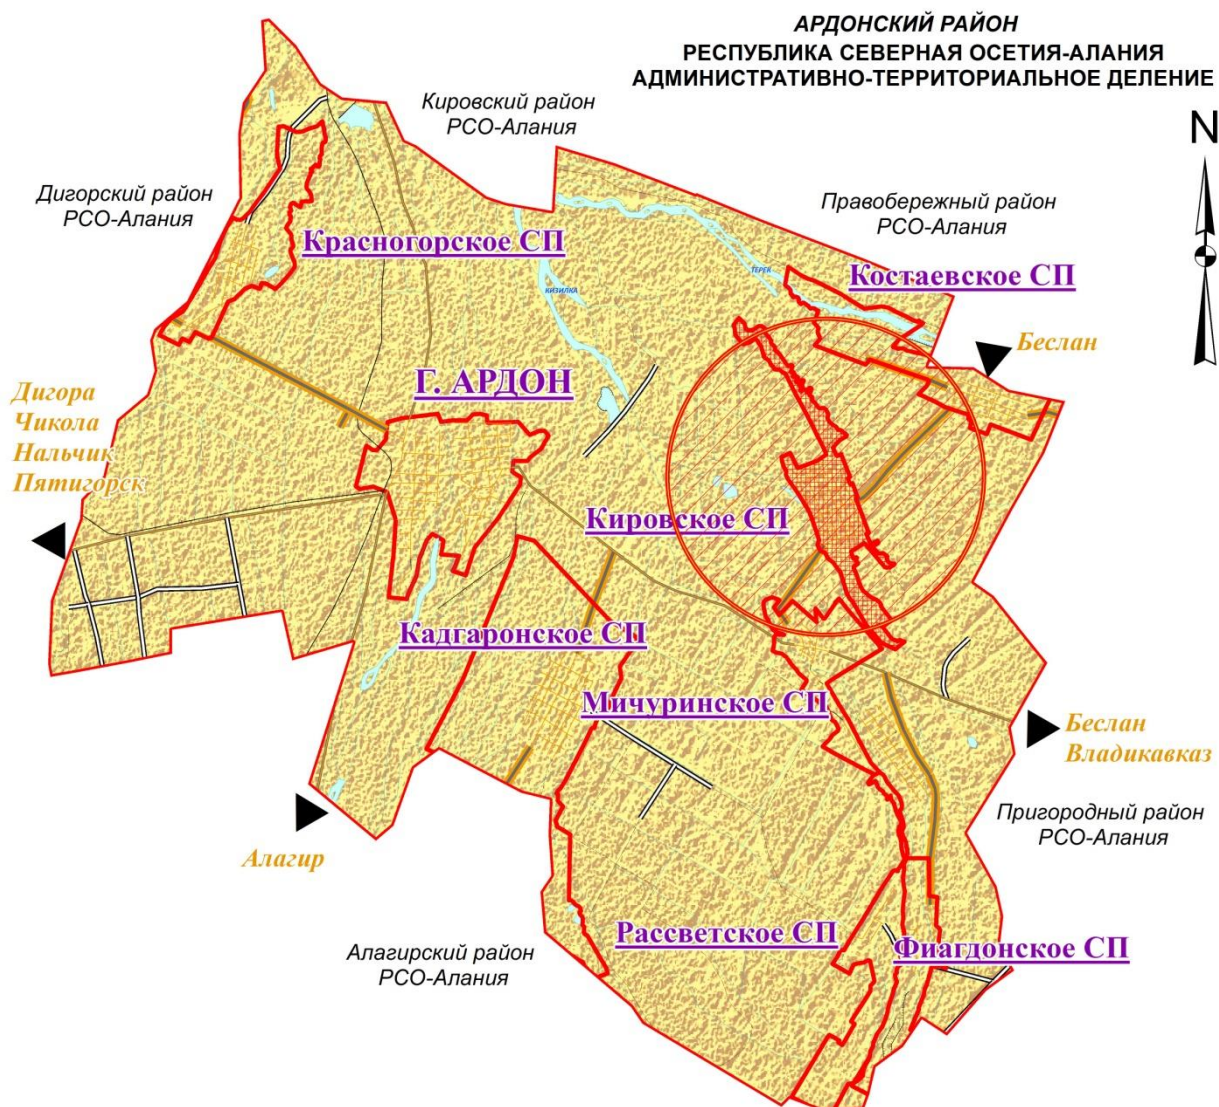 АРДОНСКИЙ РАЙОН
РЕСПУБЛИКА СЕВЕРНАЯ ОСЕТИЯ-АЛАНИЯ
АДМИНИСТРАТИВНО-ТЕРРИТОРИАЛЬНОЕ ДЕЛЕНИЕ
Кировский район
РСО-Алания
N
Дигорский район
РСО-Алания
Правобережный район
РСО-Алания
Красногорское СП
Костаевское СП
ТЕРЕК
КИЗИЛКА
Беслан
Г. АРДОН
Дигора
Чикола
Нальчик
Пятигорск
Кировское СП
Кадгаронское СП
Мичуринское СП
Беслан
Владикавказ
Пригородный район
РСО-Алания
Алагир
Рассветское СП
Фиагдонское СП
Алагирский район
РСО-Алания